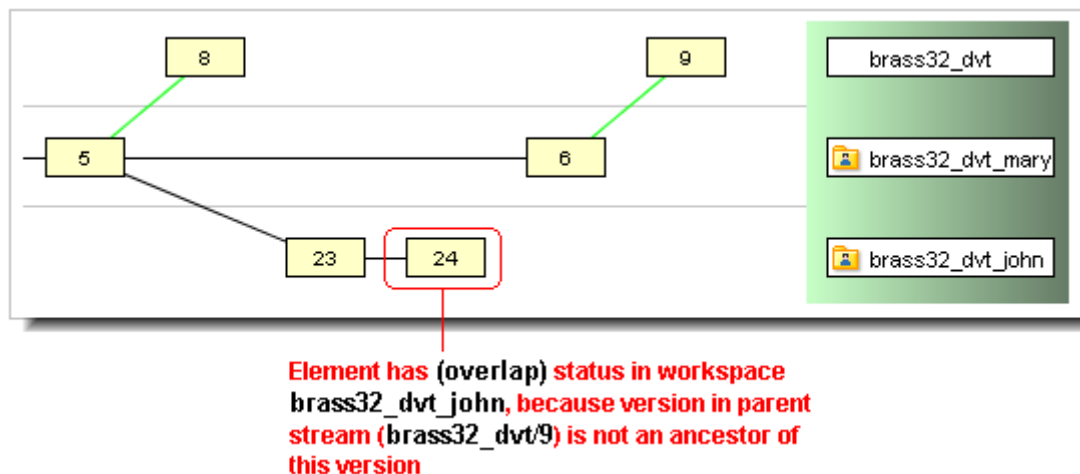 8
9
brass32_dvt
5
6
brass32_dvt_mary
23
24
brass32_dvt_john
Element has (overlap) status in workspace
brass32_dvt_john, because version in parent
stream (brass32_dvt/9) is not an ancestor of
this version